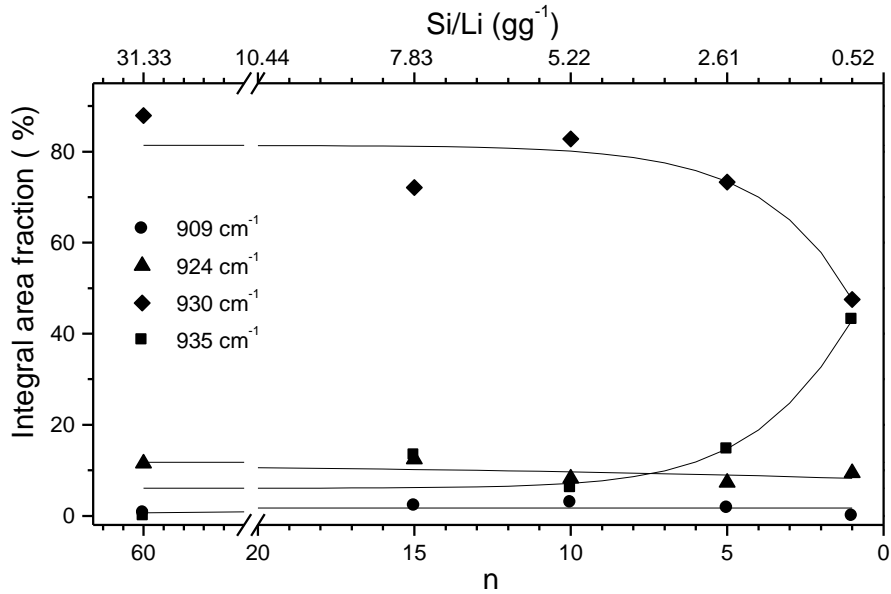 Si/Li (gg⁻¹)
31.33 10.44 7.83 5.22 2.61 0.52
Integral area fraction ( %)
80
60
40
20
0
909 cm⁻¹
924 cm⁻¹
930 cm⁻¹
935 cm⁻¹
60 20 15 10 5 0
n